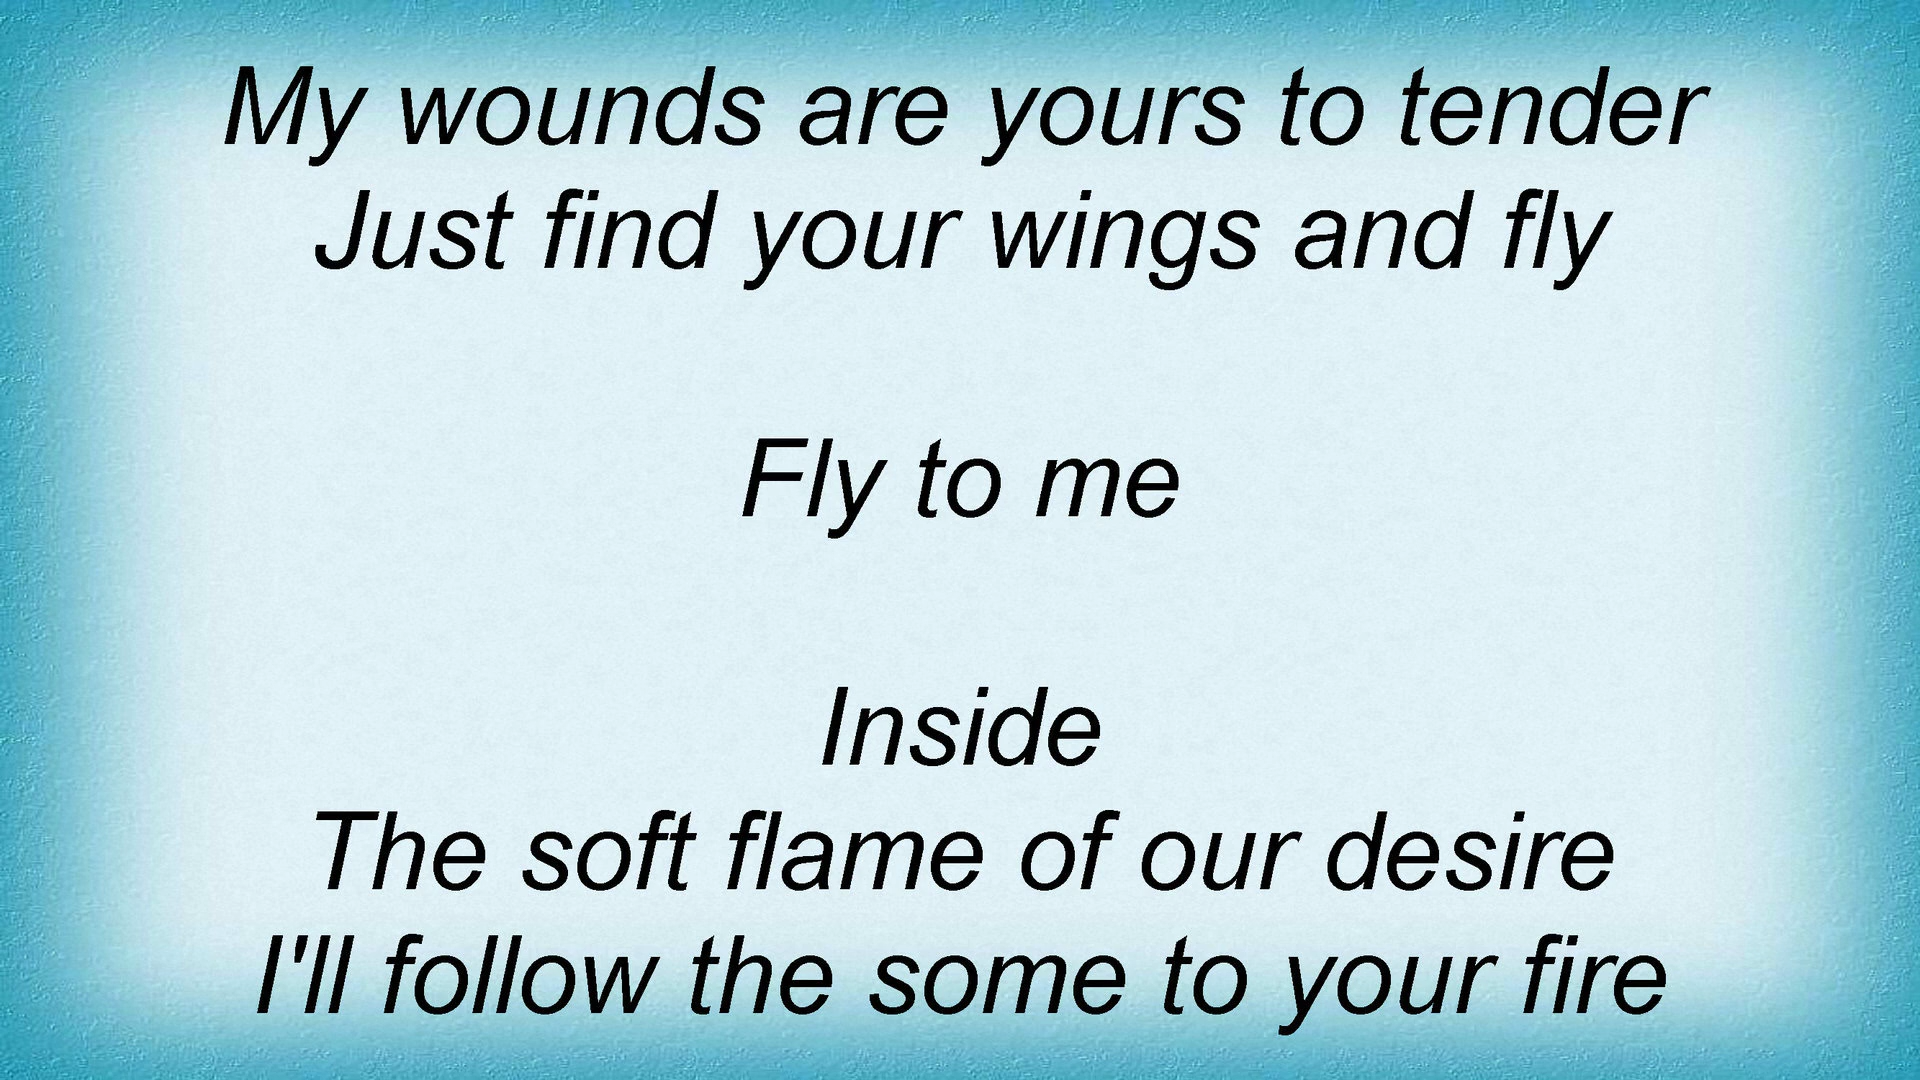 My wounds are yours to tender
Just find your wings and fly
Fly to me
Inside
The soft flame of our desire
I'll follow the some to your fire